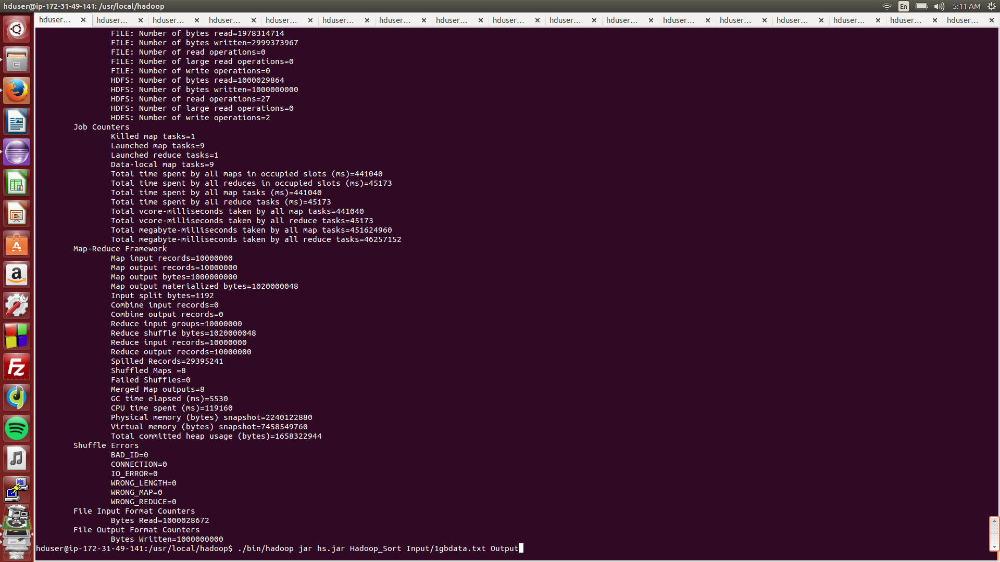 hduser@ip-172-31-49-141: /usr/local/hadoop
En
5:11 AM
hduser... hduser... hduser... hduser... hduser... hduser... hduser... hduser... hduser... hduser... hduser... hduser... hduser... hduser... hduser... hduser... hduser...
FILE: Number of bytes read=1978314714
FILE: Number of bytes written=2999373967
FILE: Number of read operations=0
FILE: Number of large read operations=0
FILE: Number of write operations=0
HDFS: Number of bytes read=1000029864
HDFS: Number of bytes written=1000000000
HDFS: Number of read operations=27
HDFS: Number of large read operations=0
HDFS: Number of write operations=2
Job Counters
Killed map tasks=1
Launched map tasks=9
Launched reduce tasks=1
Data-local map tasks=9
Total time spent by all maps in occupied slots (ms)=441040
Total time spent by all reduces in occupied slots (ms)=45173
Total time spent by all map tasks (ms)=441040
Total time spent by all reduce tasks (ms)=45173
Total vcore-milliseconds taken by all map tasks=441040
Total vcore-milliseconds taken by all reduce tasks=45173
Total megabyte-milliseconds taken by all map tasks=451624960
Total megabyte-milliseconds taken by all reduce tasks=46257152
Map-Reduce Framework
Map input records=10000000
Map output records=10000000
Map output bytes=1000000000
Map output materialized bytes=1020000048
Input split bytes=1192
Combine input records=0
Combine output records=0
Reduce input groups=10000000
Reduce shuffle bytes=1020000048
Reduce input records=10000000
Reduce output records=10000000
Spilled Records=29395241
Shuffled Maps =8
Failed Shuffles=0
Merged Map outputs=8
GC time elapsed (ms)=5530
CPU time spent (ms)=119160
Physical memory (bytes) snapshot=2240122880
Virtual memory (bytes) snapshot=7458549760
Total committed heap usage (bytes)=1658322944
Shuffle Errors
BAD_ID=0
CONNECTION=0
IO_ERROR=0
WRONG_LENGTH=0
WRONG_MAP=0
WRONG_REDUCE=0
File Input Format Counters
Bytes Read=1000028672
File Output Format Counters
Bytes Written=1000000000
hduser@ip-172-31-49-141:/usr/local/hadoop$ ./bin/hadoop jar hs.jar Hadoop_Sort Input/1gbdata.txt Output